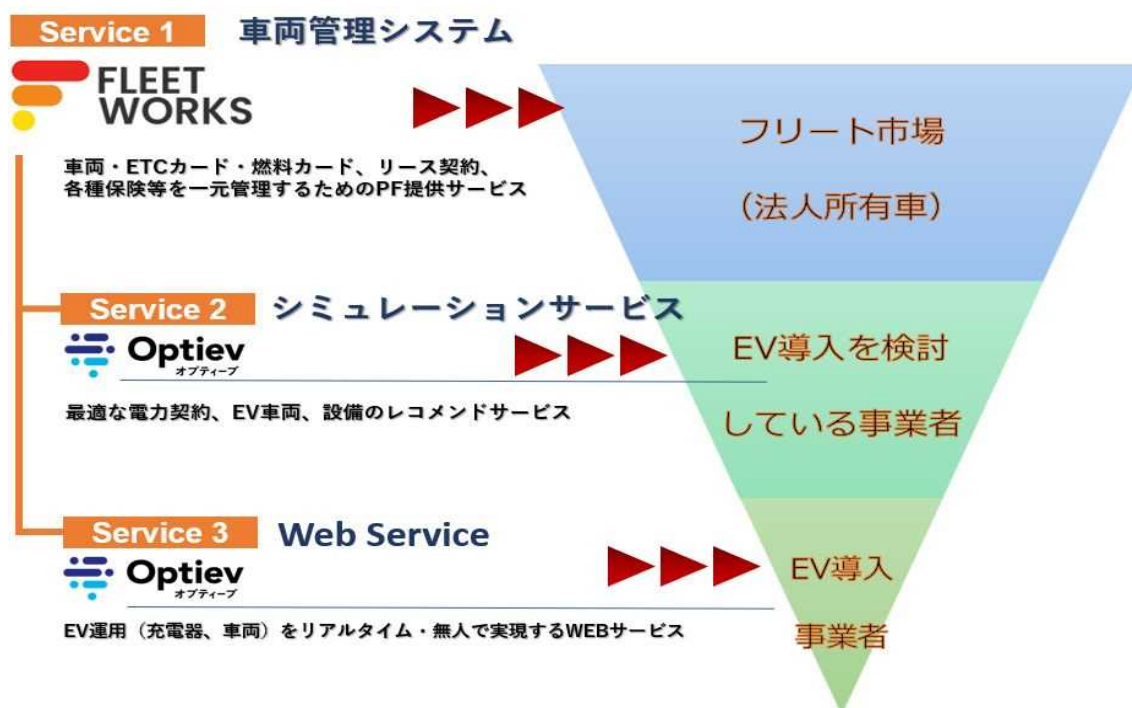 Service 1
車両管理システム
FLEET
WORKS
車両・ETCカード・燃料カード、リース契約、
各種保険等を一元管理するためのPF提供サービス
フリート市場
（法人所有車）
Service 2
シミュレーションサービス
Optiev
オプティーブ
最適な電力契約、EV車両、設備のレコメンドサービス
EV導入を検討
している事業者
Service 3
Web Service
Optiev
オプティーブ
EV運用（充電器、車両）をリアルタイム・無人で実現するWEBサービス
EV導入
事業者